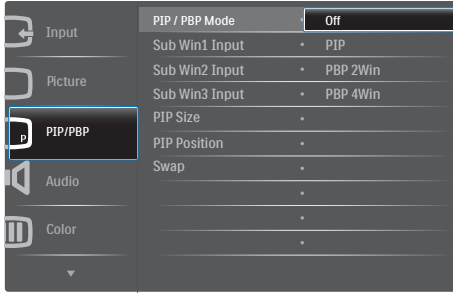 Input
Picture
P
PIP/PBP
Audio
Color
PIP / PBP Mode • Off
Sub Win1 Input • PIP
Sub Win2 Input • PBP 2Win
Sub Win3 Input • PBP 4Win
PIP Size •
PIP Position •
Swap •
•
•
•